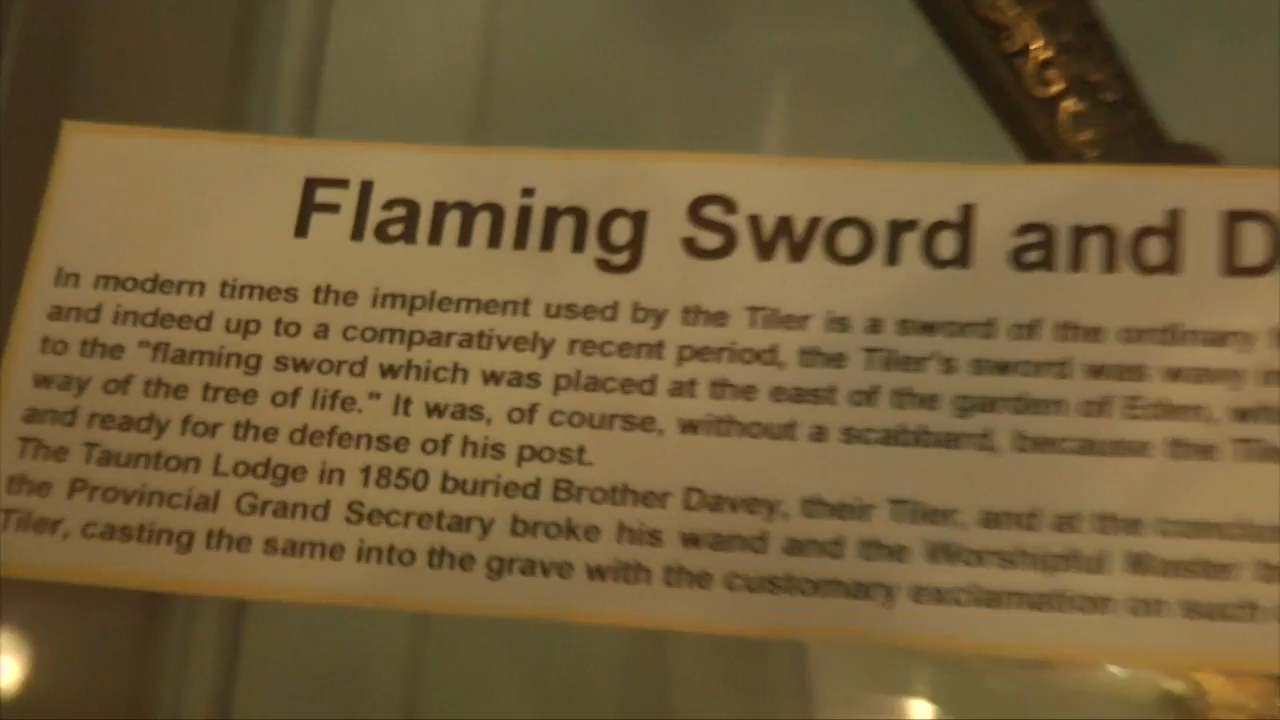 Flaming Sword and D
In modern times the implement used by the Tiler is a sword of the ordinary
and indeed up to a comparatively recent period, the Tiler's sword was wavy
to the "flaming sword which was placed at the east of the garden of Eden,
way of the tree of life." It was, of course, without a scabbard, because the
and ready for the defense of his post.
The Taunton Lodge in 1850 buried Brother Davey, their Tiler, and at the
the Provincial Grand Secretary broke his wand and the Worshipful Master
Tiler, casting the same into the grave with the customary exclamation on such